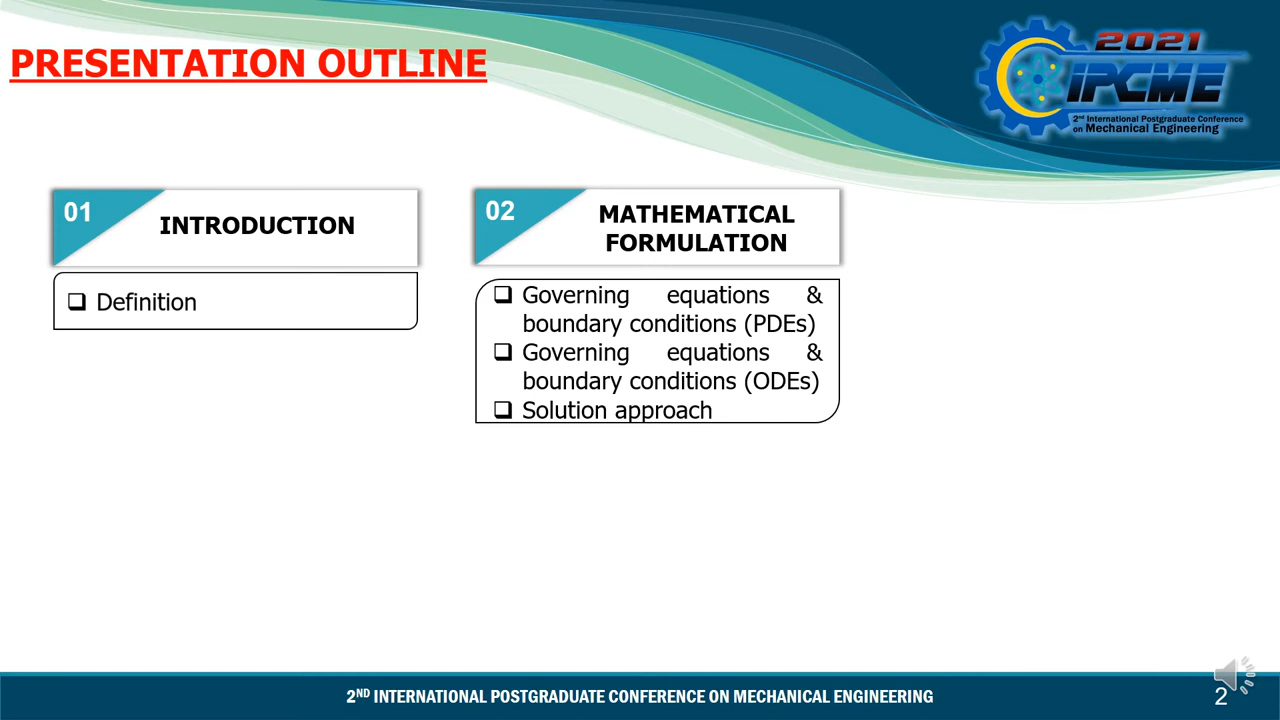 PRESENTATION OUTLINE
2021
IPCME
2nd International Postgraduate Conference
on Mechanical Engineering
01
INTRODUCTION
❑ Definition
02
MATHEMATICAL
FORMULATION
❑ Governing equations &
boundary conditions (PDEs)
❑ Governing equations &
boundary conditions (ODEs)
❑ Solution approach
2ND INTERNATIONAL POSTGRADUATE CONFERENCE ON MECHANICAL ENGINEERING
2